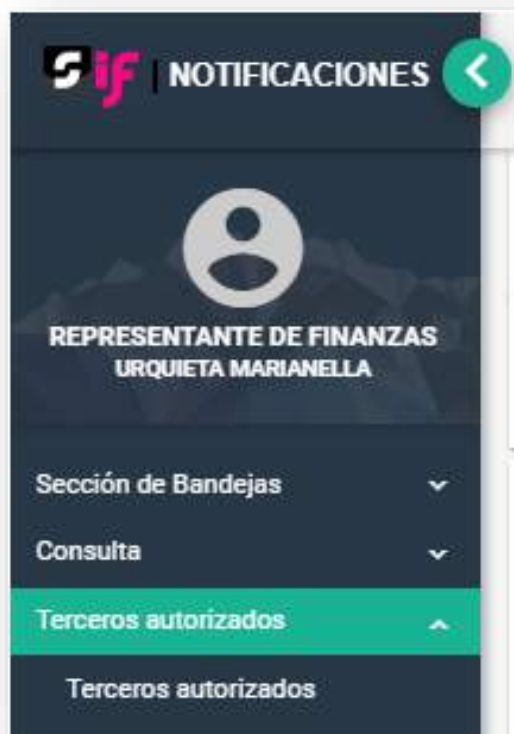 Sif | NOTIFICACIONES
REPRESENTANTE DE FINANZAS
URQUIETA MARIANELLA
Sección de Bandejas
Consulta
Terceros autorizados
Terceros autorizados